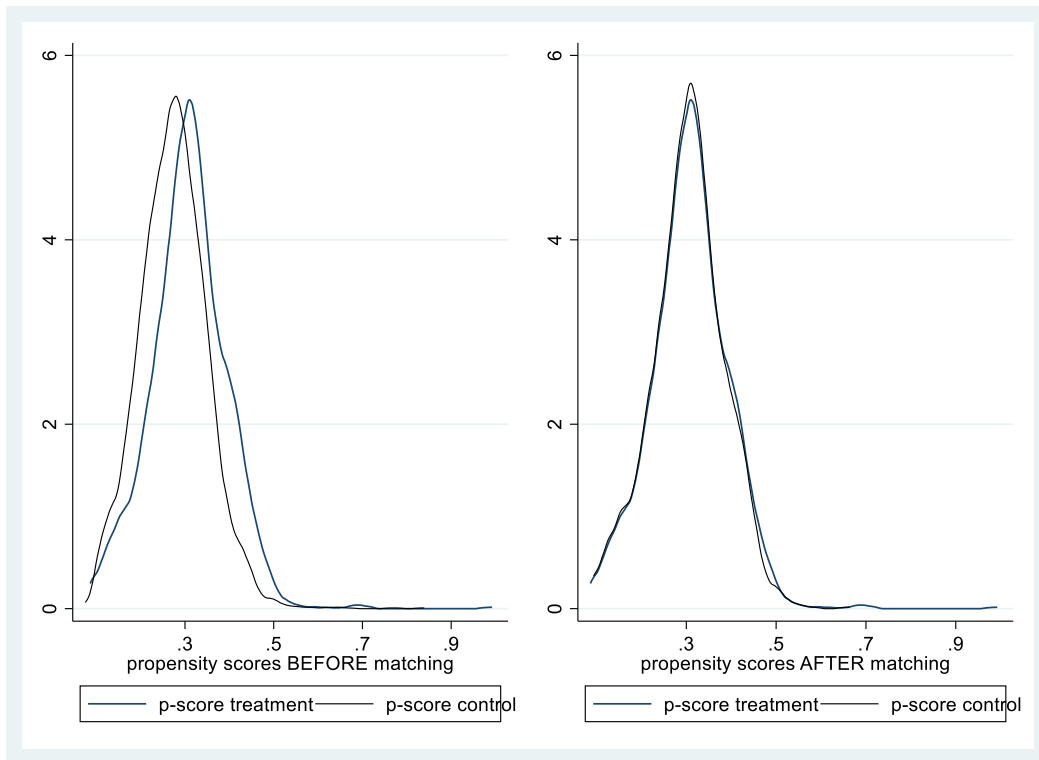 6
4
2
0
.3 .5 .7 .9
propensity scores BEFORE matching
p-score treatment p-score control
6
4
2
0
.3 .5 .7 .9
propensity scores AFTER matching
p-score treatment p-score control